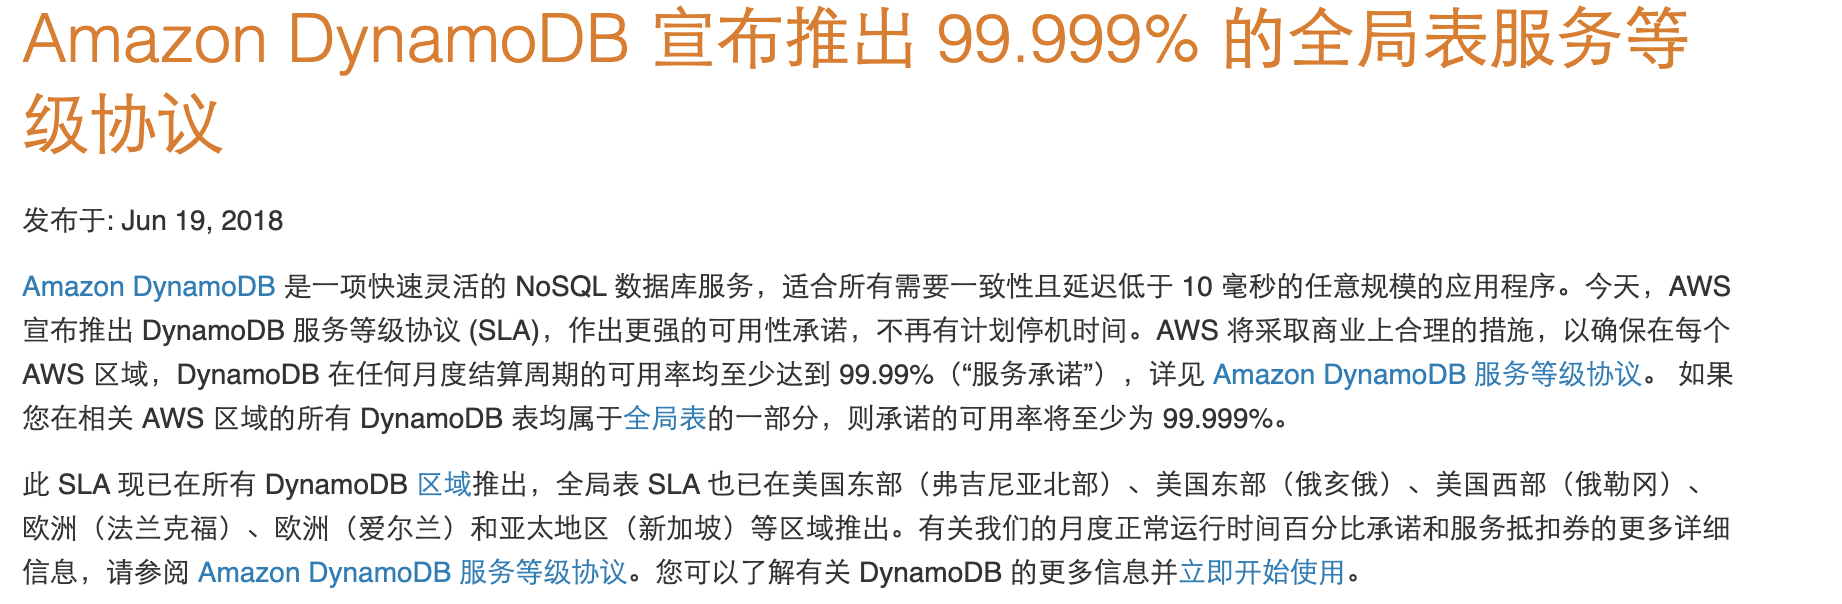 Amazon DynamoDB 宣布推出 99.999% 的全局表服务等
级协议
发布于: Jun 19, 2018
Amazon DynamoDB 是一项快速灵活的 NoSQL 数据库服务，适合所有需要一致性且延迟低于 10 毫秒的任意规模的应用程序。今天，AWS
宣布推出 DynamoDB 服务等级协议 (SLA)，作出更强的可用性承诺，不再有计划停机时间。AWS 将采取商业上合理的措施，以确保在每个
AWS 区域，DynamoDB 在任何月度结算周期的可用率均至少达到 99.99%（“服务承诺”），详见 Amazon DynamoDB 服务等级协议。 如果
您在相关 AWS 区域的所有 DynamoDB 表均属于全局表的一部分，则承诺的可用率将至少为 99.999%。
此 SLA 现已在所有 DynamoDB 区域推出，全局表 SLA 也已在美国东部（弗吉尼亚北部）、美国东部（俄亥俄）、美国西部（俄勒冈）、
欧洲（法兰克福）、欧洲（爱尔兰）和亚太地区（新加坡）等区域推出。有关我们的月度正常运行时间百分比承诺和服务抵扣券的更多详细
信息，请参阅 Amazon DynamoDB 服务等级协议。您可以了解有关 DynamoDB 的更多信息并立即开始使用。